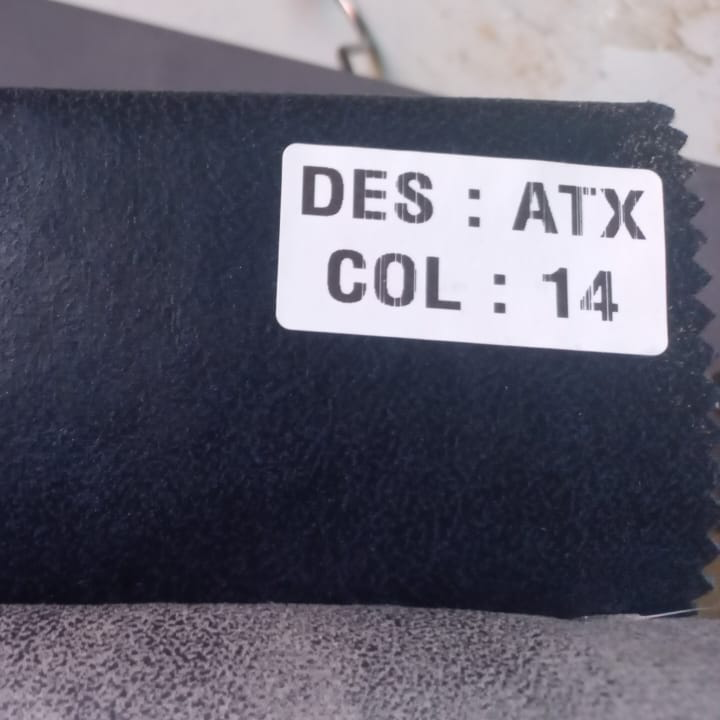 DES : ATX
COL : 14